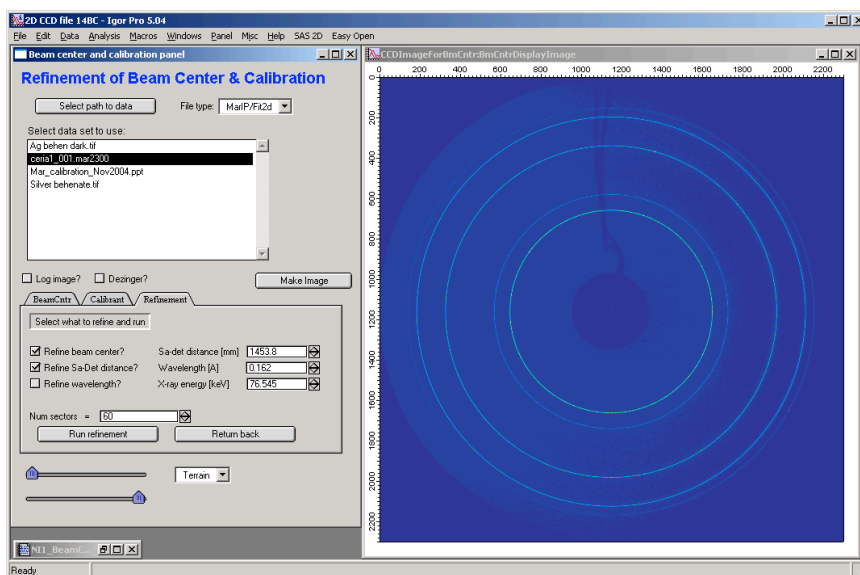 2D CCD file 14BC - Igor Pro 5.04
File Edit Data Analysis Macros Windows Panel Misc Help SAS 2D Easy Open
Beam center and calibration panel
Refinement of Beam Center & Calibration
Select path to data File type: MarIP/Fit2d
Select data set to use:
Ag behen dark.tif
ceria1_001.mar2300
Mar_calibration_Nov2004.ppt
Silver behenate.tif
Log image? Dezinger? Make Image
BeamCntr Calibrant Refinement
Select what to refine and run
Refine beam center? Sa-det distance [mm] 1453.8
Refine Sa-Det distance? Wavelength [A] 0.162
Refine wavelength? X-ray energy [keV] 76.545
Num sectors = 60
Run refinement Return back
Terrain
NI1_BeamC...
Ready
CCDImageForBmCntr:BmCntrDisplayImage
0 200 400 600 800 1000 1200 1400 1600 1800 2000 2200
0
200
400
600
800
1000
1200
1400
1600
1800
2000
2200